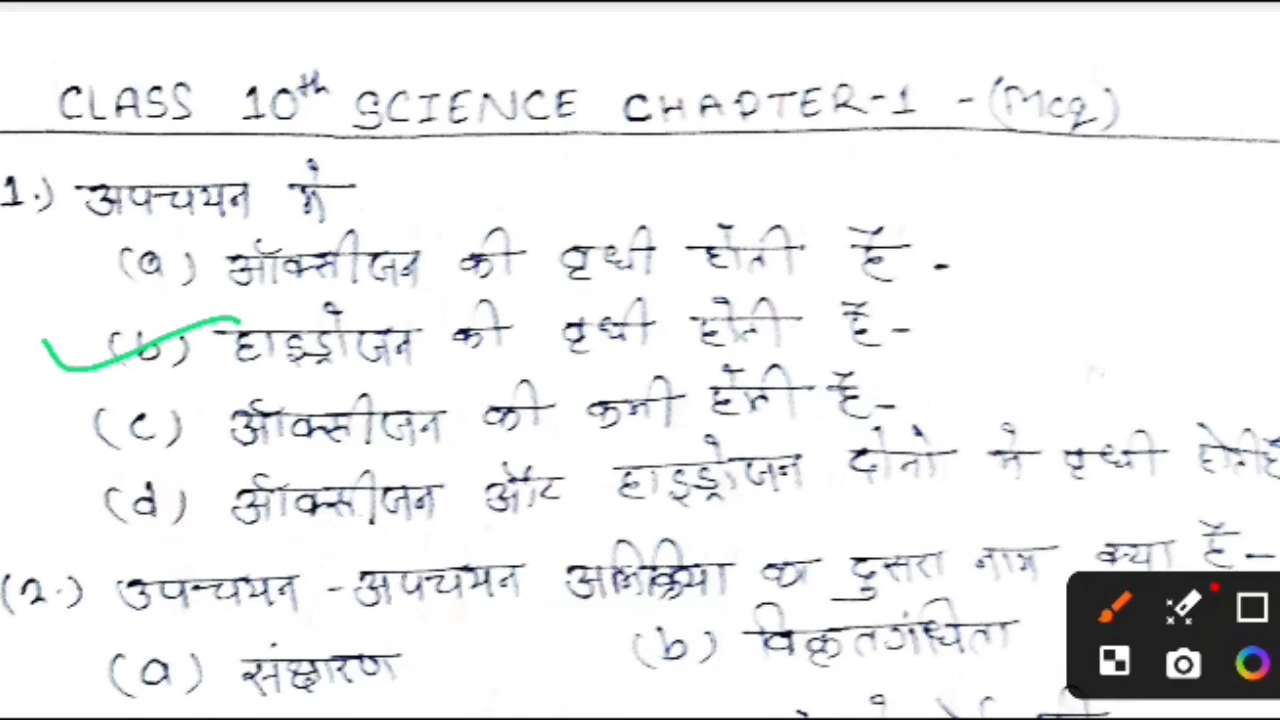 CLASS 10th SCIENCE CHAPTER-1 - (Mcq)
1.) अपचयन में
(a) ऑक्सीजन की वृधी होती है -
(b) हाइड्रोजन की वृधी होती है -
(c) ऑक्सीजन की कमी होती है -
(d) ऑक्सीजन और हाइड्रोजन दोनो मे वृधी होती है
(2.) उपचयन - अपचयन अभिक्रिया का दुसरा नाम क्या है -
(a) संक्षारण (b) विकृतगंधिता